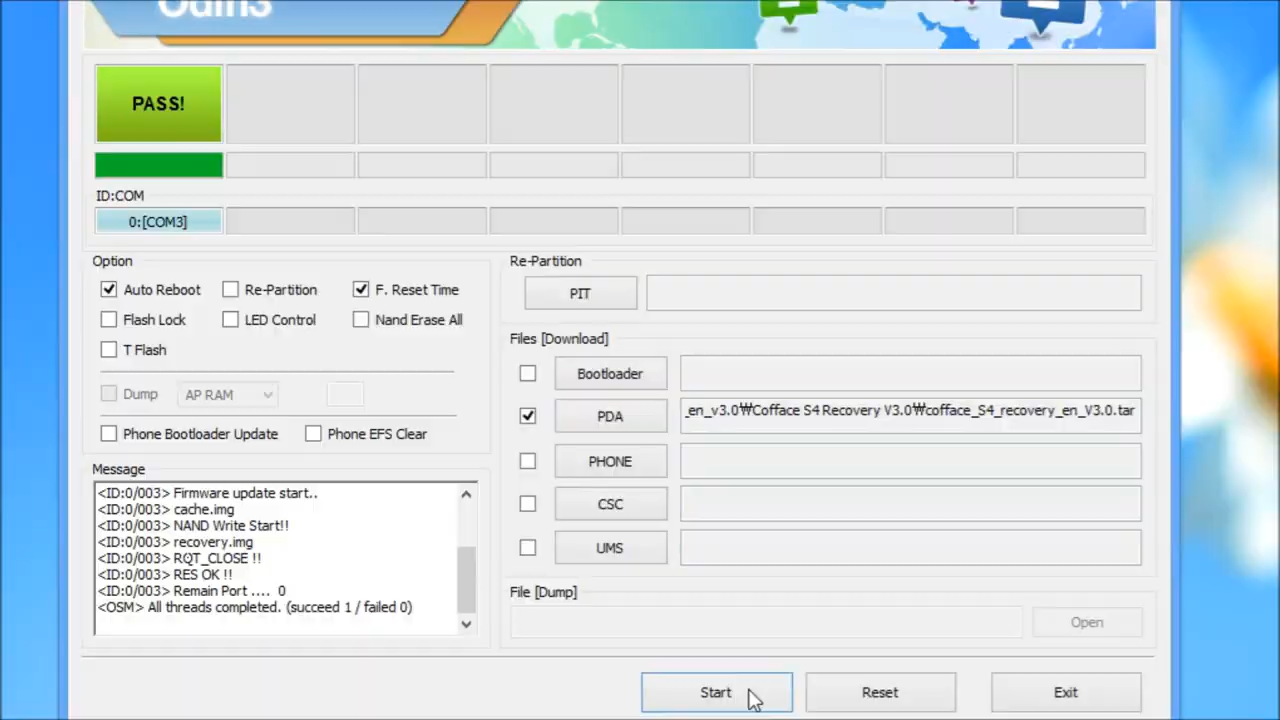 Odin3
PASS!
ID:COM
0:[COM3]
Option
Auto Reboot
Re-Partition
F. Reset Time
Flash Lock
LED Control
Nand Erase All
T Flash
Dump
AP RAM
Phone Bootloader Update
Phone EFS Clear
Message
<ID:0/003> Firmware update start..
<ID:0/003> cache.img
<ID:0/003> NAND Write Start!!
<ID:0/003> recovery.img
<ID:0/003> RQT_CLOSE !!
<ID:0/003> RES OK !!
<ID:0/003> Remain Port .... 0
<OSM> All threads completed. (succeed 1 / failed 0)
Re-Partition
PIT
Files [Download]
Bootloader
PDA
_en_v3.0₩Cofface S4 Recovery V3.0₩cofface_S4_recovery_en_V3.0.tar
PHONE
CSC
UMS
File [Dump]
Open
Start
Reset
Exit